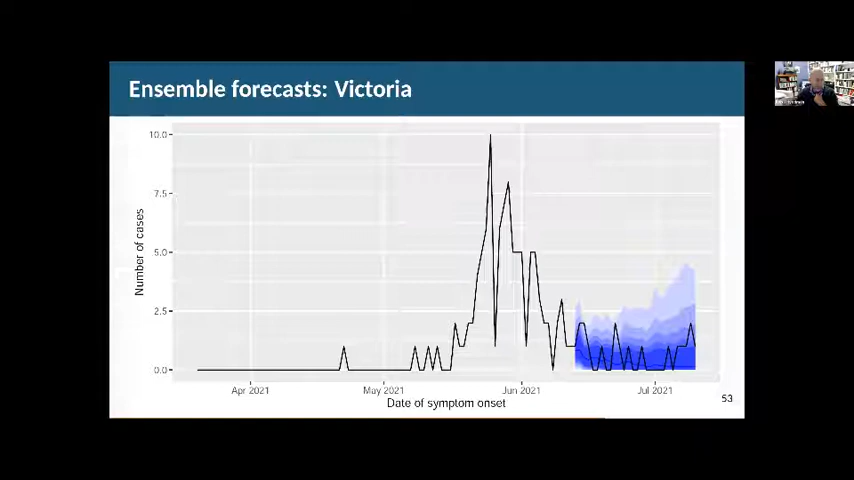 Ensemble forecasts: Victoria
10.0
7.5
5.0
2.5
0.0
Number of cases
Apr 2021 May 2021 Jun 2021 Jul 2021
Date of symptom onset
53